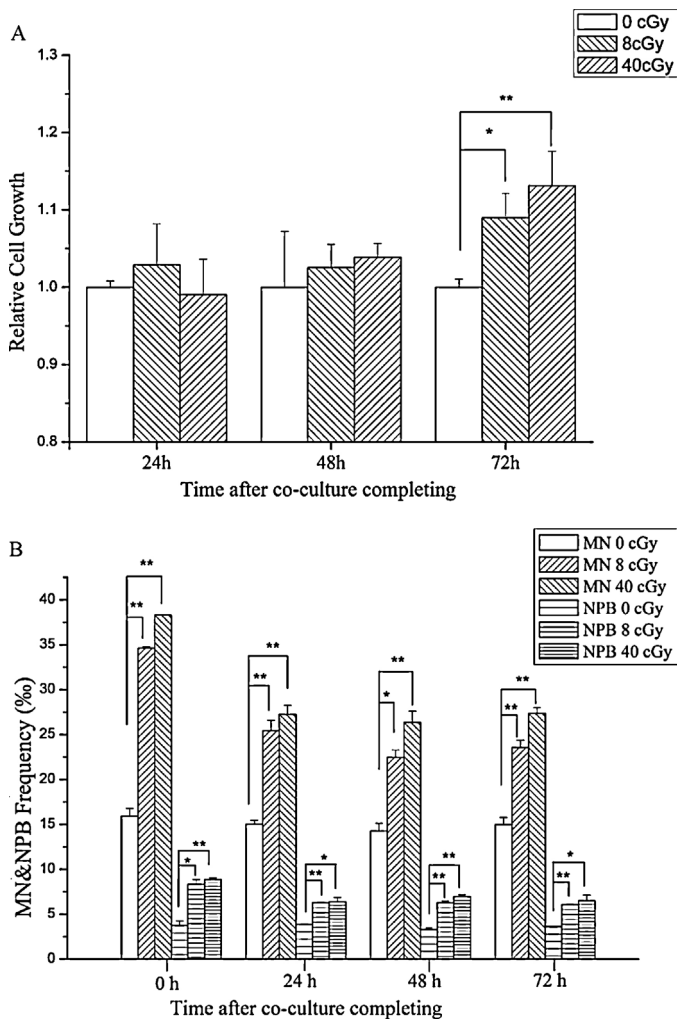 A
0 cGy
8cGy
40cGy
1.3
1.2
1.1
1.0
0.9
0.8
Relative Cell Growth
*
**
24h
48h
72h
Time after co-culture completing
B
MN 0 cGy
MN 8 cGy
MN 40 cGy
NPB 0 cGy
NPB 8 cGy
NPB 40 cGy
40
35
30
25
20
15
10
5
0
MN&NPB Frequency (‰)
**
**
*
**
**
**
**
*
**
*
**
**
**
**
**
*
0 h
24 h
48 h
72 h
Time after co-culture completing